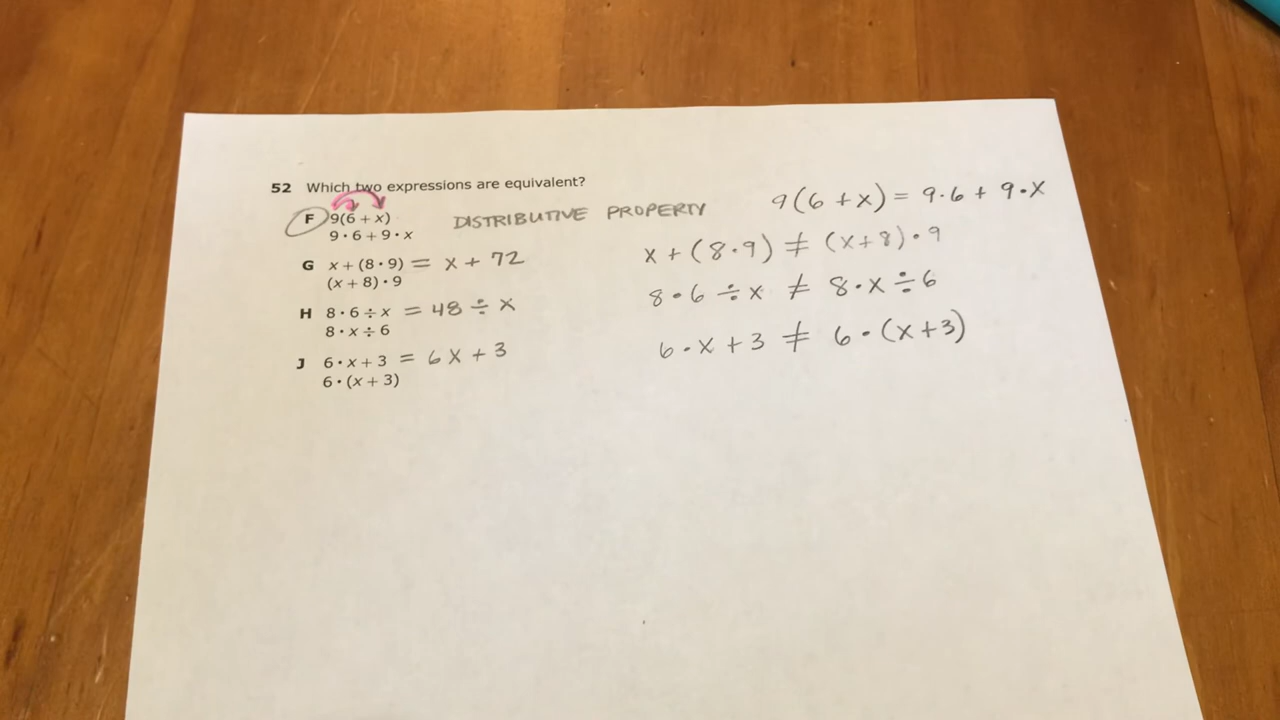 52 Which two expressions are equivalent?
F 9(6 + x) DISTRIBUTIVE PROPERTY 9(6 + x) = 9·6 + 9·x
9 · 6 + 9 · x
G x + (8 · 9) = x + 72 x + (8·9) ≠ (x+8)·9
(x + 8) · 9
H 8 · 6 ÷ x = 48 ÷ x 8·6 ÷ x ≠ 8·x ÷ 6
8 · x ÷ 6
J 6 · x + 3 = 6x + 3 6·x + 3 ≠ 6·(x+3)
6 · (x + 3)